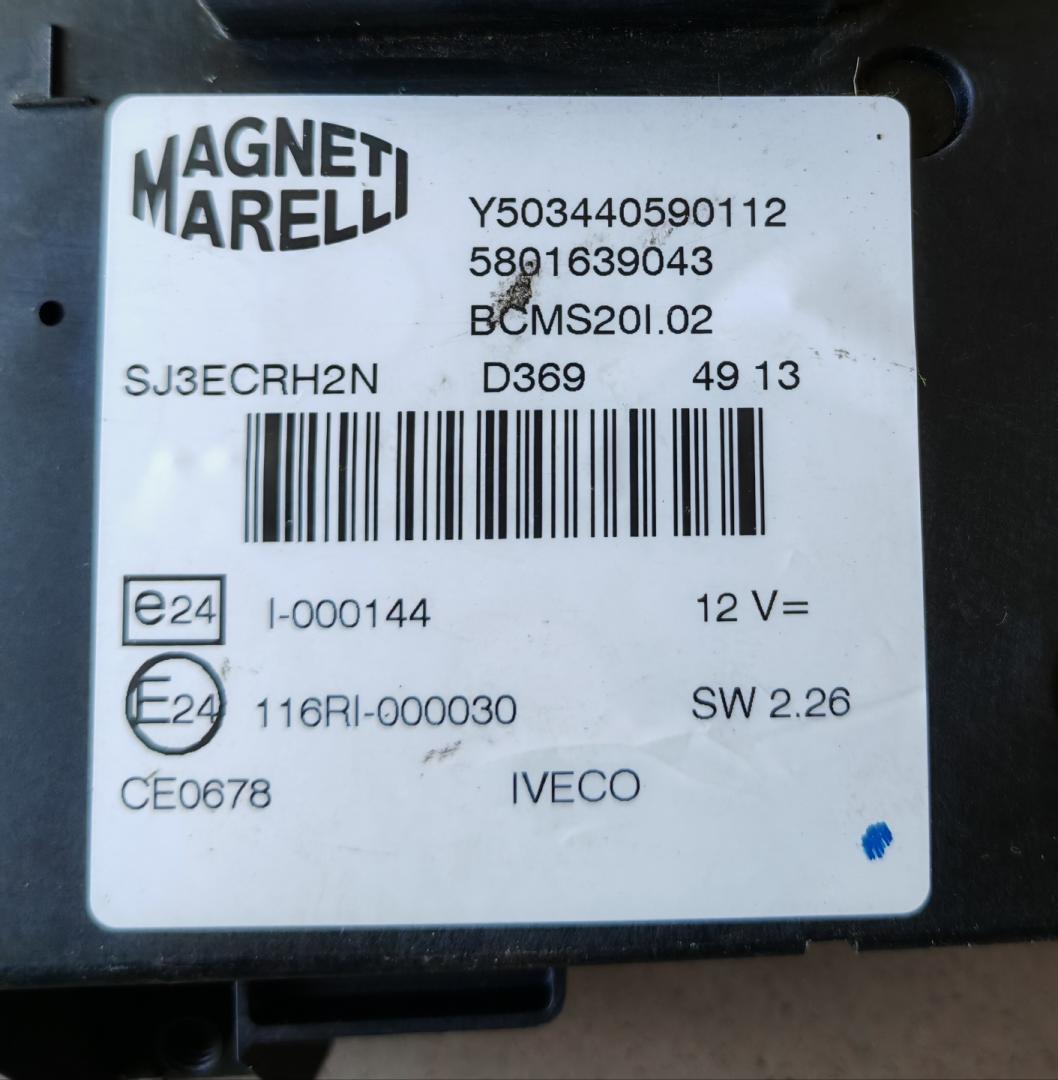 MAGNETI
MARELLI
Y503440590112
5801639043
BCMS20I.02
SJ3ECRH2N D369 49 13
e24 I-000144 12 V=
E24 116RI-000030 SW 2.26
CE0678 IVECO